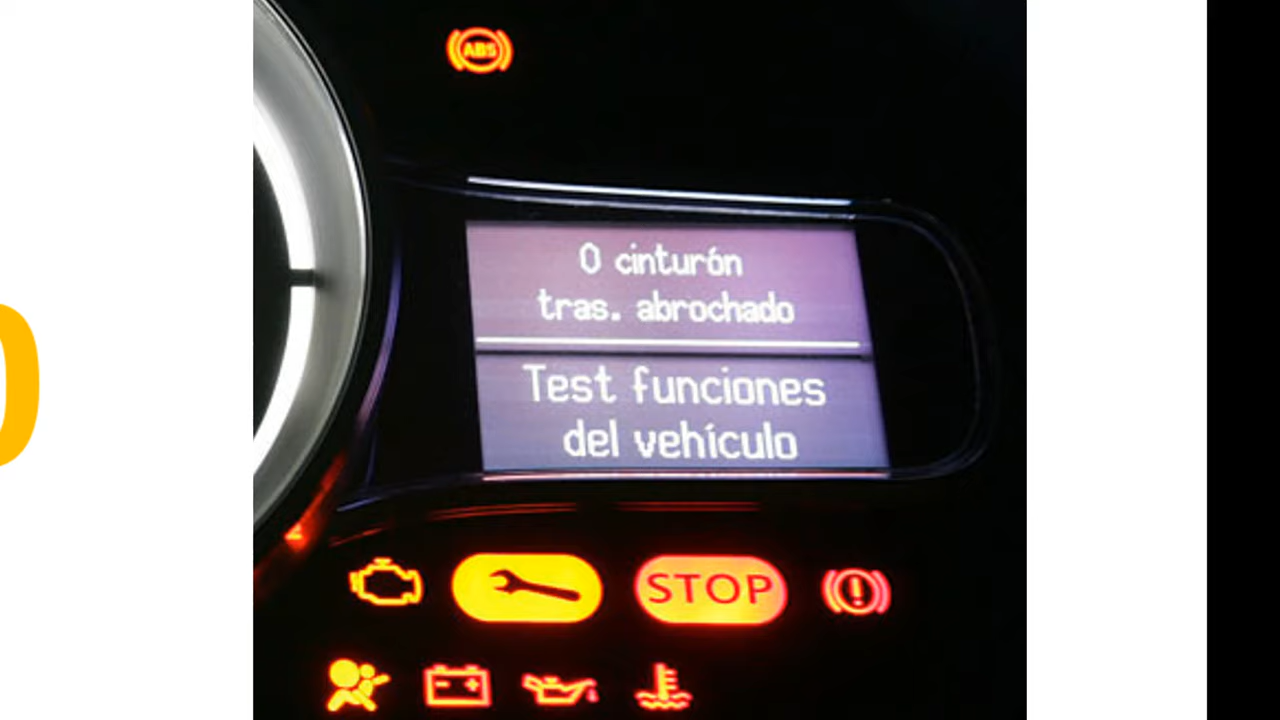 ABS
0 cinturón
tras. abrochado
Test funciones
del vehículo
STOP